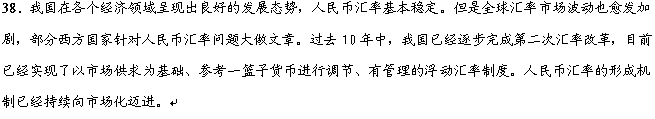 38．我国在各个经济领域呈现出良好的发展态势，人民币汇率基本稳定。但是全球汇率市场波动也愈发加
剧，部分西方国家针对人民币汇率问题大做文章。过去 10 年中，我国已经逐步完成第二次汇率改革，目前
已经实现了以市场供求为基础、参考一篮子货币进行调节、有管理的浮动汇率制度。人民币汇率的形成机
制已经持续向市场化迈进。↵